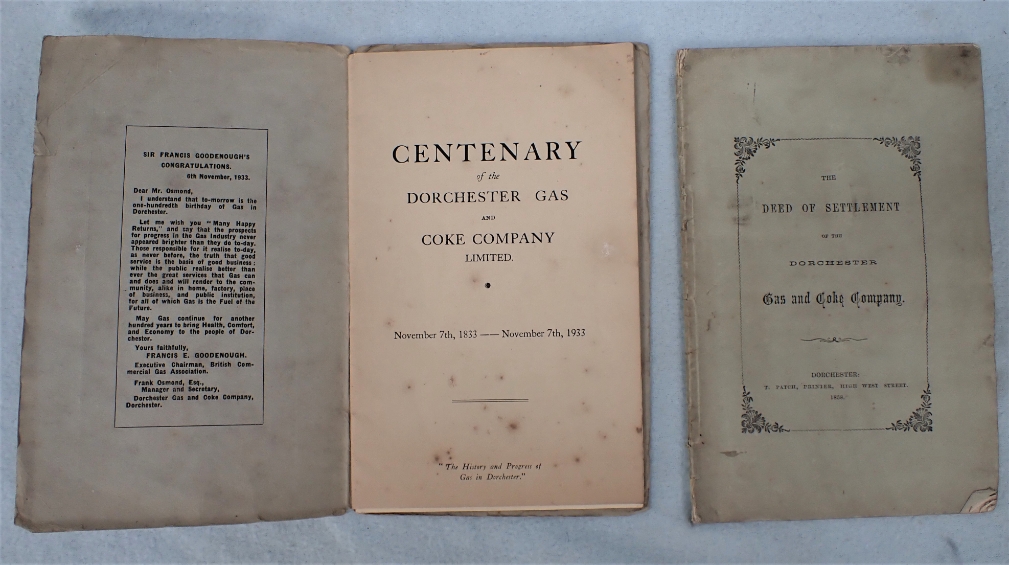 SIR FRANCIS GOODENOUGH'S
CONGRATULATIONS.
6th November, 1933.
Dear Mr. Osmond,
I understand that to-morrow is the
one-hundredth birthday of Gas in
Dorchester.
Let me wish you "Many Happy
Returns," and say that the prospects
for progress in the Gas Industry never
appeared brighter than they do to-day.
Those responsible for it realise to-day,
as never before, the truth that good
service is the basis of good business;
while the public realise better than
ever the great services that Gas can
and does and will render to the com-
munity, alike in home, factory, place
of business, and public institution,
for all of which Gas is the Fuel of the
Future.
May Gas continue for another
hundred years to bring Health, Comfort,
and Economy to the people of Dor-
chester.
Yours faithfully,
FRANCIS E. GOODENOUGH.
Executive Chairman, British Com-
mercial Gas Association.
Frank Osmond, Esq.,
Manager and Secretary,
Dorchester Gas and Coke Company,
Dorchester.
CENTENARY
of the
DORCHESTER GAS
AND
COKE COMPANY
LIMITED.
November 7th, 1833 — November 7th, 1933
"The History and Progress of
Gas in Dorchester."
THE
DEED OF SETTLEMENT
OF THE
DORCHESTER
Gas and Coke Company.
DORCHESTER:
T. PATCH, PRINTER, HIGH WEST STREET.